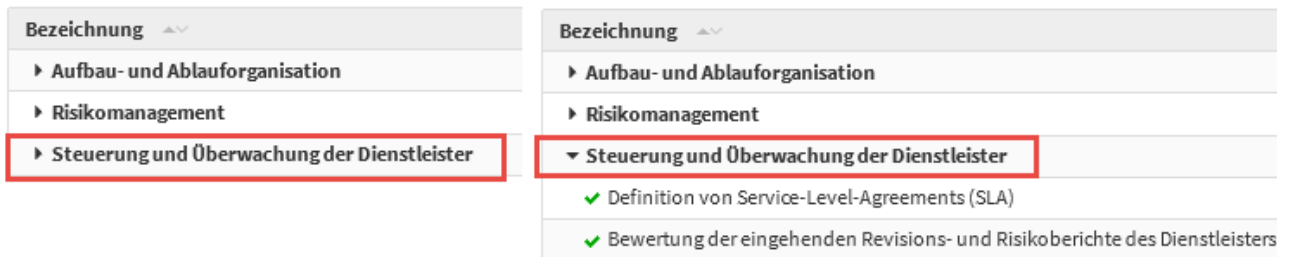 Bezeichnung
Aufbau- und Ablauforganisation
Risikomanagement
Steuerung und Überwachung der Dienstleister
Bezeichnung
Aufbau- und Ablauforganisation
Risikomanagement
Steuerung und Überwachung der Dienstleister
Definition von Service-Level-Agreements (SLA)
Bewertung der eingehenden Revisions- und Risikoberichte des Dienstleisters